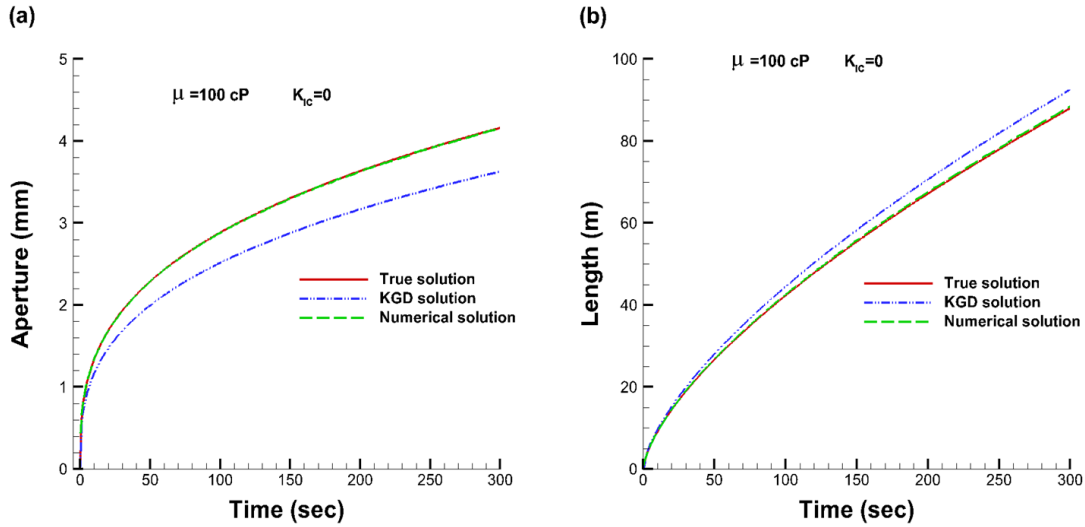 (a)
μ =100 cP K_IC=0
5
4
3
2
1
0
Aperture (mm)
True solution
KGD solution
Numerical solution
0 50 100 150 200 250 300
Time (sec)
(b)
μ =100 cP K_IC=0
100
80
60
40
20
0
Length (m)
True solution
KGD solution
Numerical solution
0 50 100 150 200 250 300
Time (sec)